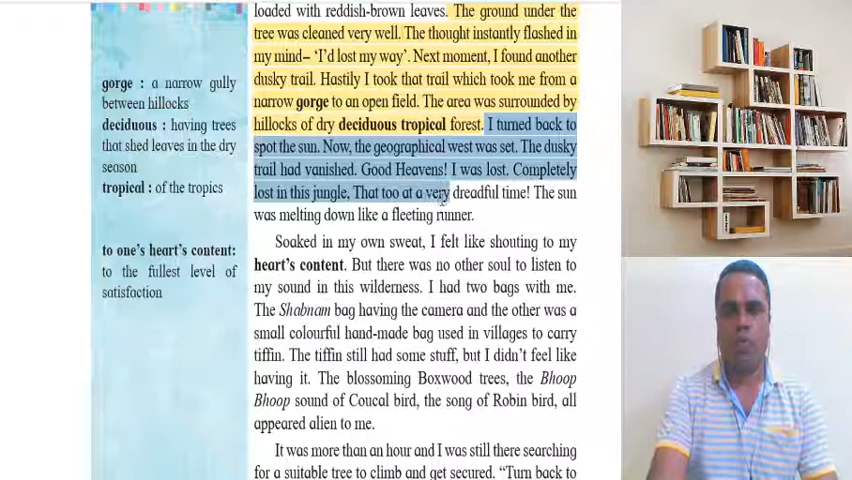 loaded with reddish-brown leaves. The ground under the
tree was cleaned very well. The thought instantly flashed in
my mind– ‘I’d lost my way’. Next moment, I found another
dusky trail. Hastily I took that trail which took me from a
narrow gorge to an open field. The area was surrounded by
hillocks of dry deciduous tropical forest. I turned back to
spot the sun. Now, the geographical west was set. The dusky
trail had vanished. Good Heavens! I was lost. Completely
lost in this jungle. That too at a very dreadful time! The sun
was melting down like a fleeting runner.
Soaked in my own sweat, I felt like shouting to my
heart’s content. But there was no other soul to listen to
my sound in this wilderness. I had two bags with me.
The Shabnam bag having the camera and the other was a
small colourful hand-made bag used in villages to carry
tiffin. The tiffin still had some stuff, but I didn’t feel like
having it. The blossoming Boxwood trees, the Bhoop
Bhoop sound of Coucal bird, the song of Robin bird, all
appeared alien to me.
It was more than an hour and I was still there searching
for a suitable tree to climb and get secured. “Turn back to
gorge : a narrow gully
between hillocks
deciduous : having trees
that shed leaves in the dry
season
tropical : of the tropics
to one’s heart’s content:
to the fullest level of
satisfaction